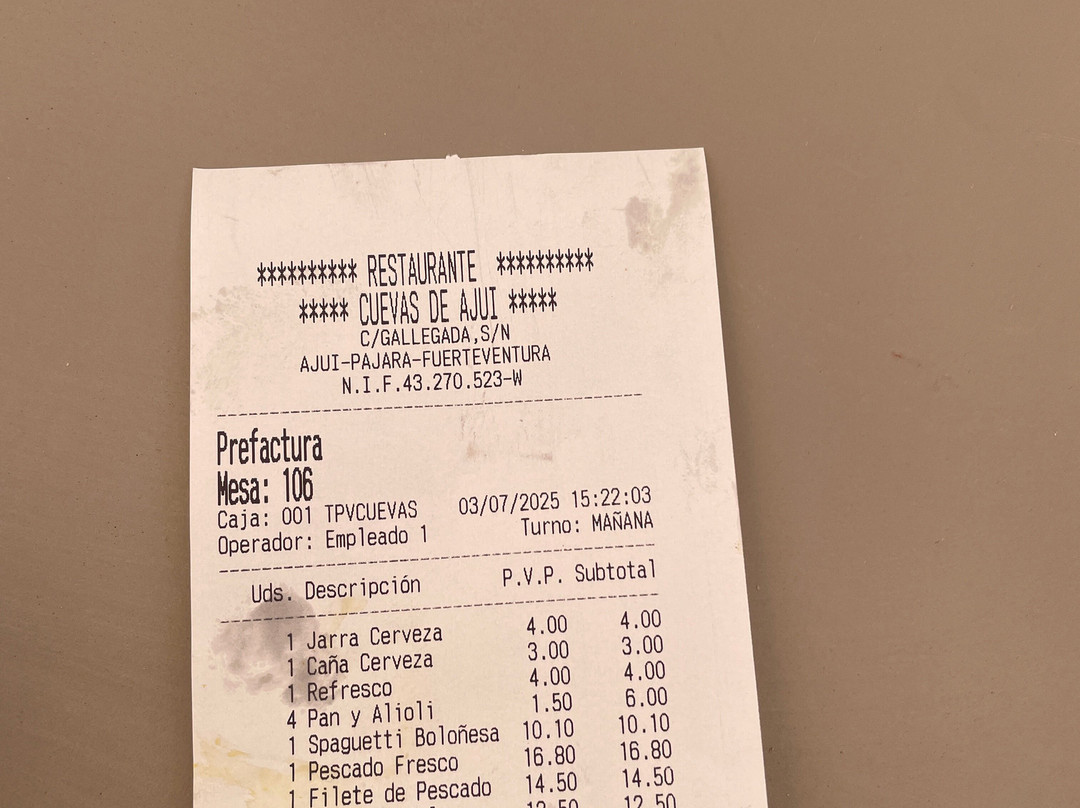 ********** RESTAURANTE **********
***** CUEVAS DE AJUI *****
C/GALLEGADA,S/N
AJUI-PAJARA-FUERTEVENTURA
N.I.F.43.270.523-W
Prefactura
Mesa: 106
Caja: 001 TPVCUEVAS 03/07/2025 15:22:03
Operador: Empleado 1 Turno: MAÑANA
Uds. Descripción P.V.P. Subtotal
1 Jarra Cerveza 4.00 4.00
1 Caña Cerveza 3.00 3.00
1 Refresco 4.00 4.00
4 Pan y Alioli 1.50 6.00
1 Spaguetti Boloñesa 10.10 10.10
1 Pescado Fresco 16.80 16.80
1 Filete de Pescado 14.50 14.50
12.50 12.50